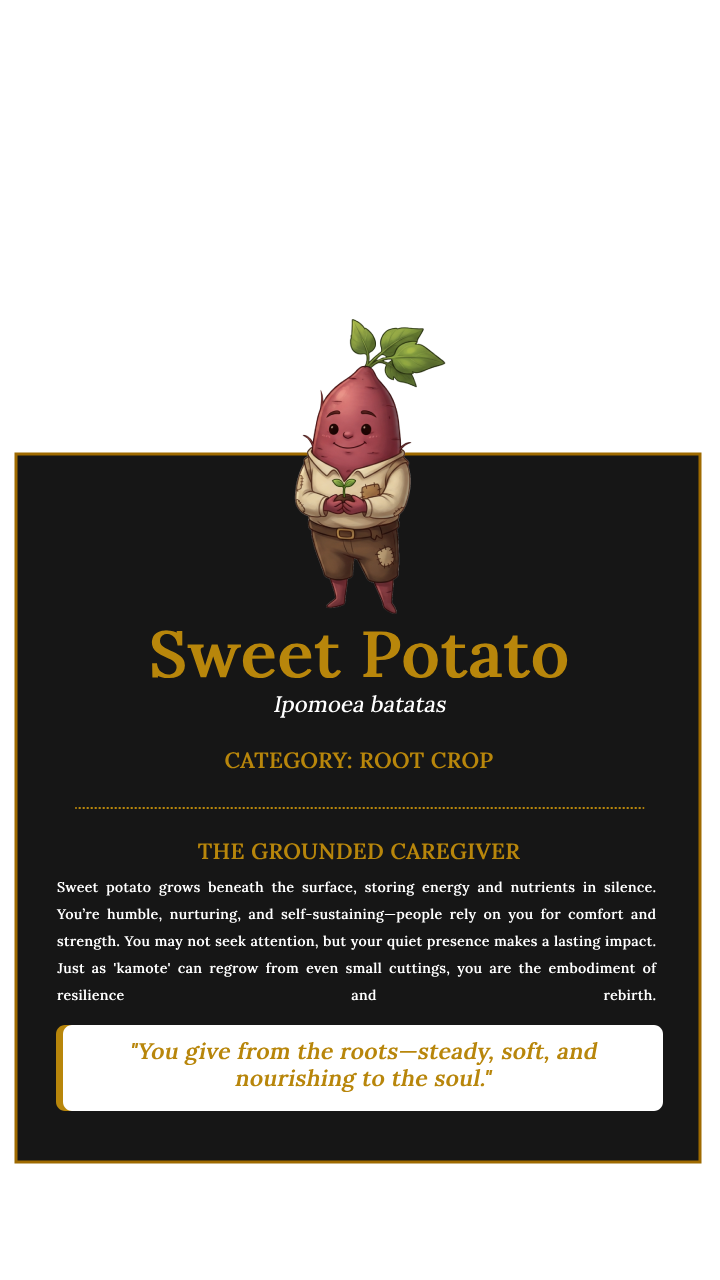 Sweet Potato
Ipomoea batatas
CATEGORY: ROOT CROP
THE GROUNDED CAREGIVER
Sweet potato grows beneath the surface, storing energy and nutrients in silence.
You’re humble, nurturing, and self-sustaining—people rely on you for comfort and
strength. You may not seek attention, but your quiet presence makes a lasting impact.
Just as 'kamote' can regrow from even small cuttings, you are the embodiment of
resilience and rebirth.
"You give from the roots—steady, soft, and
nourishing to the soul."